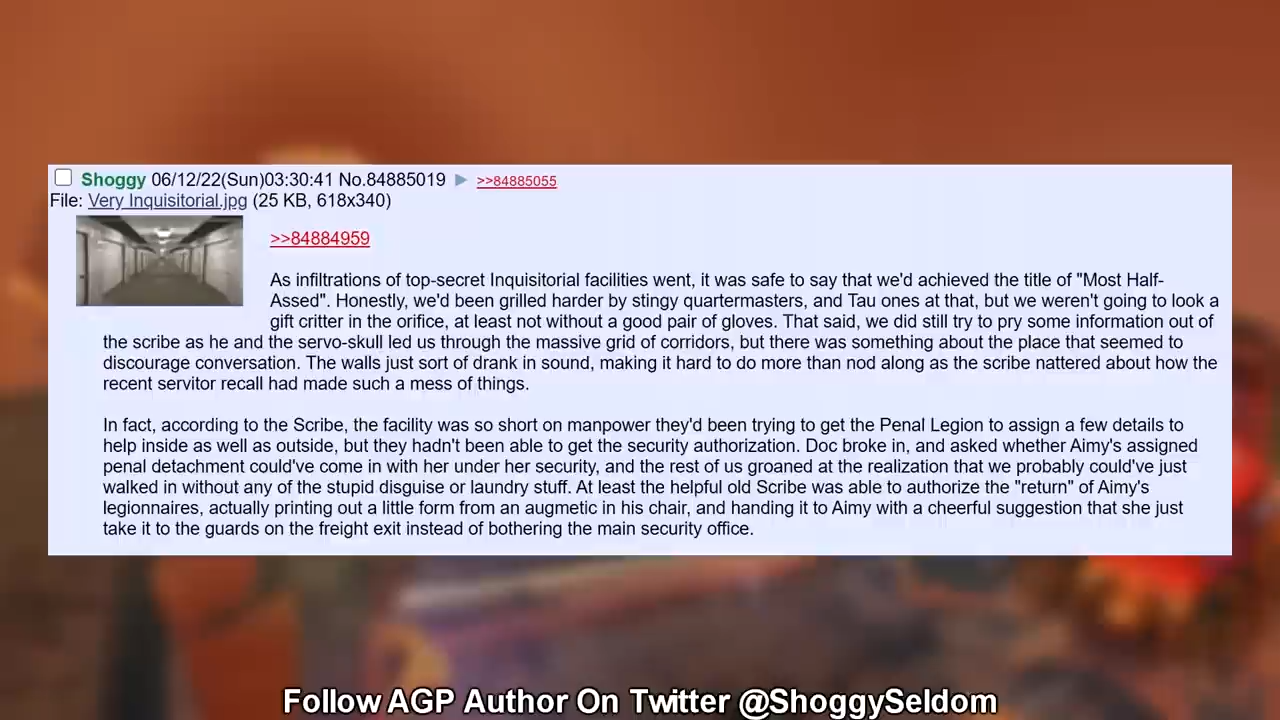 Shoggy 06/12/22(Sun)03:30:41 No.84885019 ▶ >>84885055
File: Very Inquisitorial.jpg (25 KB, 618x340)
>>84884959
As infiltrations of top-secret Inquisitorial facilities went, it was safe to say that we'd achieved the title of "Most Half-
Assed". Honestly, we'd been grilled harder by stingy quartermasters, and Tau ones at that, but we weren't going to look a
gift critter in the orifice, at least not without a good pair of gloves. That said, we did still try to pry some information out of
the scribe as he and the servo-skull led us through the massive grid of corridors, but there was something about the place that seemed to
discourage conversation. The walls just sort of drank in sound, making it hard to do more than nod along as the scribe nattered about how the
recent servitor recall had made such a mess of things.
In fact, according to the Scribe, the facility was so short on manpower they'd been trying to get the Penal Legion to assign a few details to
help inside as well as outside, but they hadn't been able to get the security authorization. Doc broke in, and asked whether Aimy's assigned
penal detachment could've come in with her under her security, and the rest of us groaned at the realization that we probably could've just
walked in without any of the stupid disguise or laundry stuff. At least the helpful old Scribe was able to authorize the "return" of Aimy's
legionnaires, actually printing out a little form from an augmetic in his chair, and handing it to Aimy with a cheerful suggestion that she just
take it to the guards on the freight exit instead of bothering the main security office.
Follow AGP Author On Twitter @ShoggySeldom